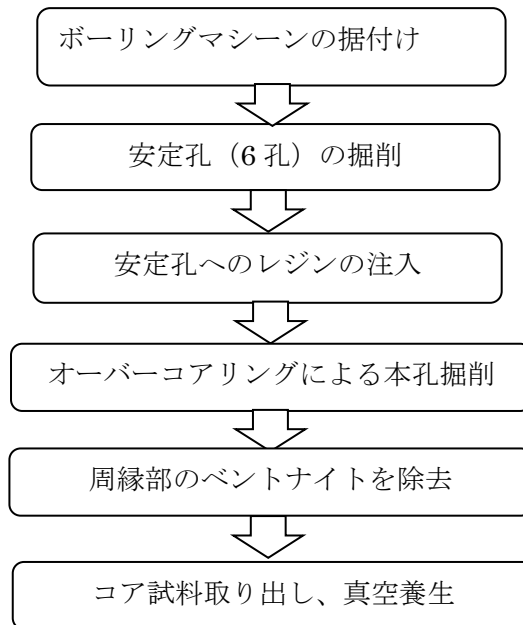 ボーリングマシーンの据付け
安定孔（6 孔）の掘削
安定孔へのレジンの注入
オーバーコアリングによる本孔掘削
周縁部のベントナイトを除去
コア試料取り出し、真空養生